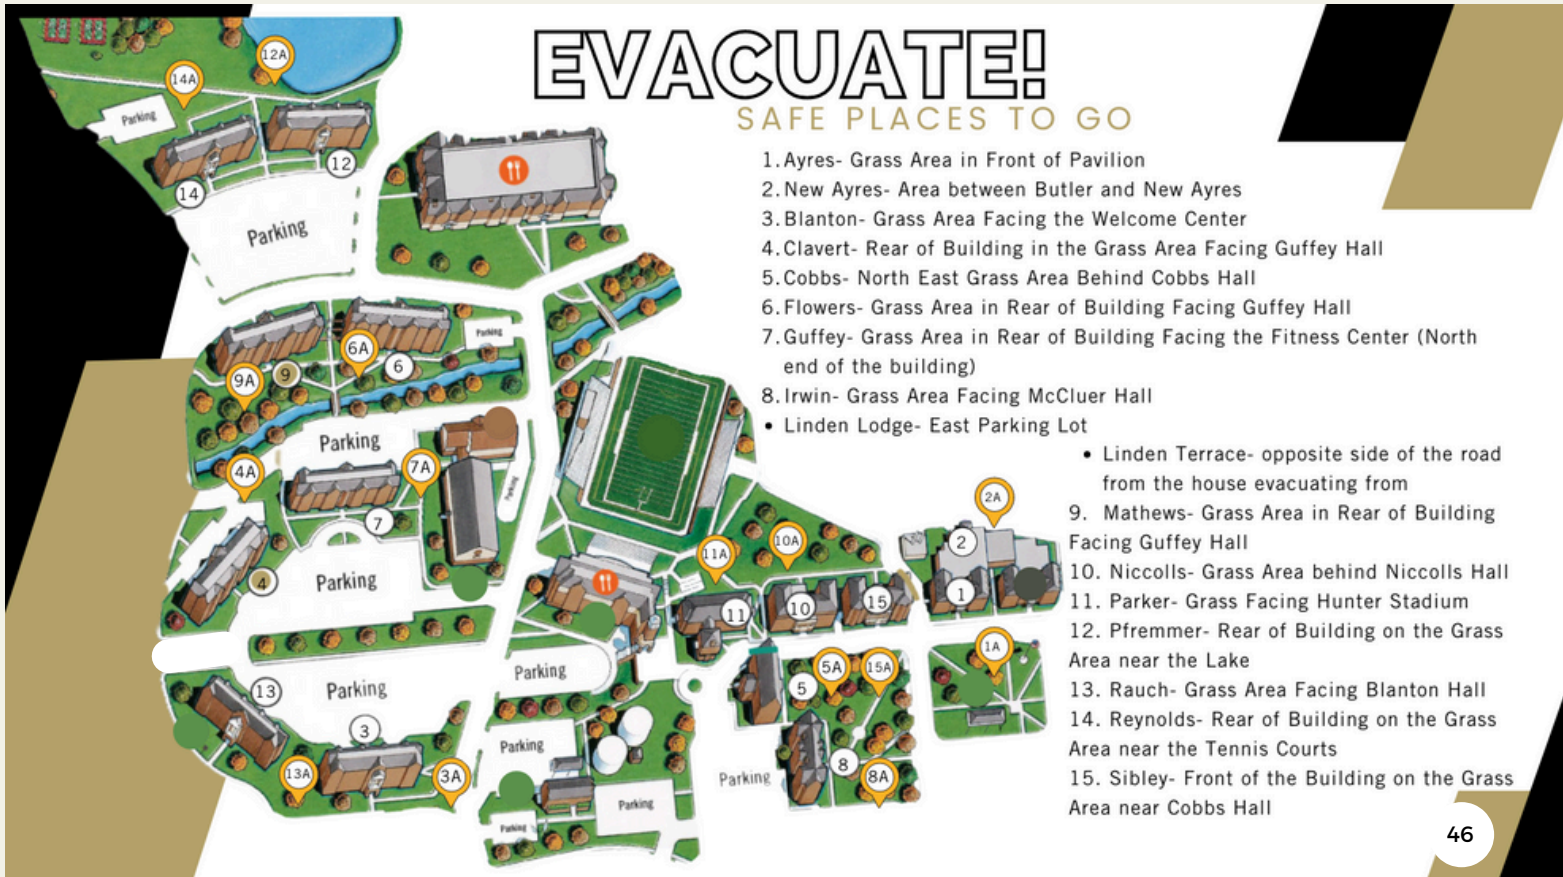 EVACUATE!
SAFE PLACES TO GO
1. Ayres- Grass Area in Front of Pavilion
2. New Ayres- Area between Butler and New Ayres
3. Blanton- Grass Area Facing the Welcome Center
4. Clavert- Rear of Building in the Grass Area Facing Guffey Hall
5. Cobbs- North East Grass Area Behind Cobbs Hall
6. Flowers- Grass Area in Rear of Building Facing Guffey Hall
7. Guffey- Grass Area in Rear of Building Facing the Fitness Center (North
end of the building)
8. Irwin- Grass Area Facing McCluer Hall
• Linden Lodge- East Parking Lot
• Linden Terrace- opposite side of the road
from the house evacuating from
9. Mathews- Grass Area in Rear of Building
Facing Guffey Hall
10. Niccolls- Grass Area behind Niccolls Hall
11. Parker- Grass Facing Hunter Stadium
12. Pfremmer- Rear of Building on the Grass
Area near the Lake
13. Rauch- Grass Area Facing Blanton Hall
14. Reynolds- Rear of Building on the Grass
Area near the Tennis Courts
15. Sibley- Front of the Building on the Grass
Area near Cobbs Hall
46
12A
14A
Parking
12
14
Parking
Parking
6A
6
9A
9
Parking
4A
7A
Parking
7
2A
2
10A
11A
4
Parking
1
10
15
11
1A
Parking
5A
15A
5
13
Parking
3
Parking
8
13A
3A
8A
Parking
Parking
Parking